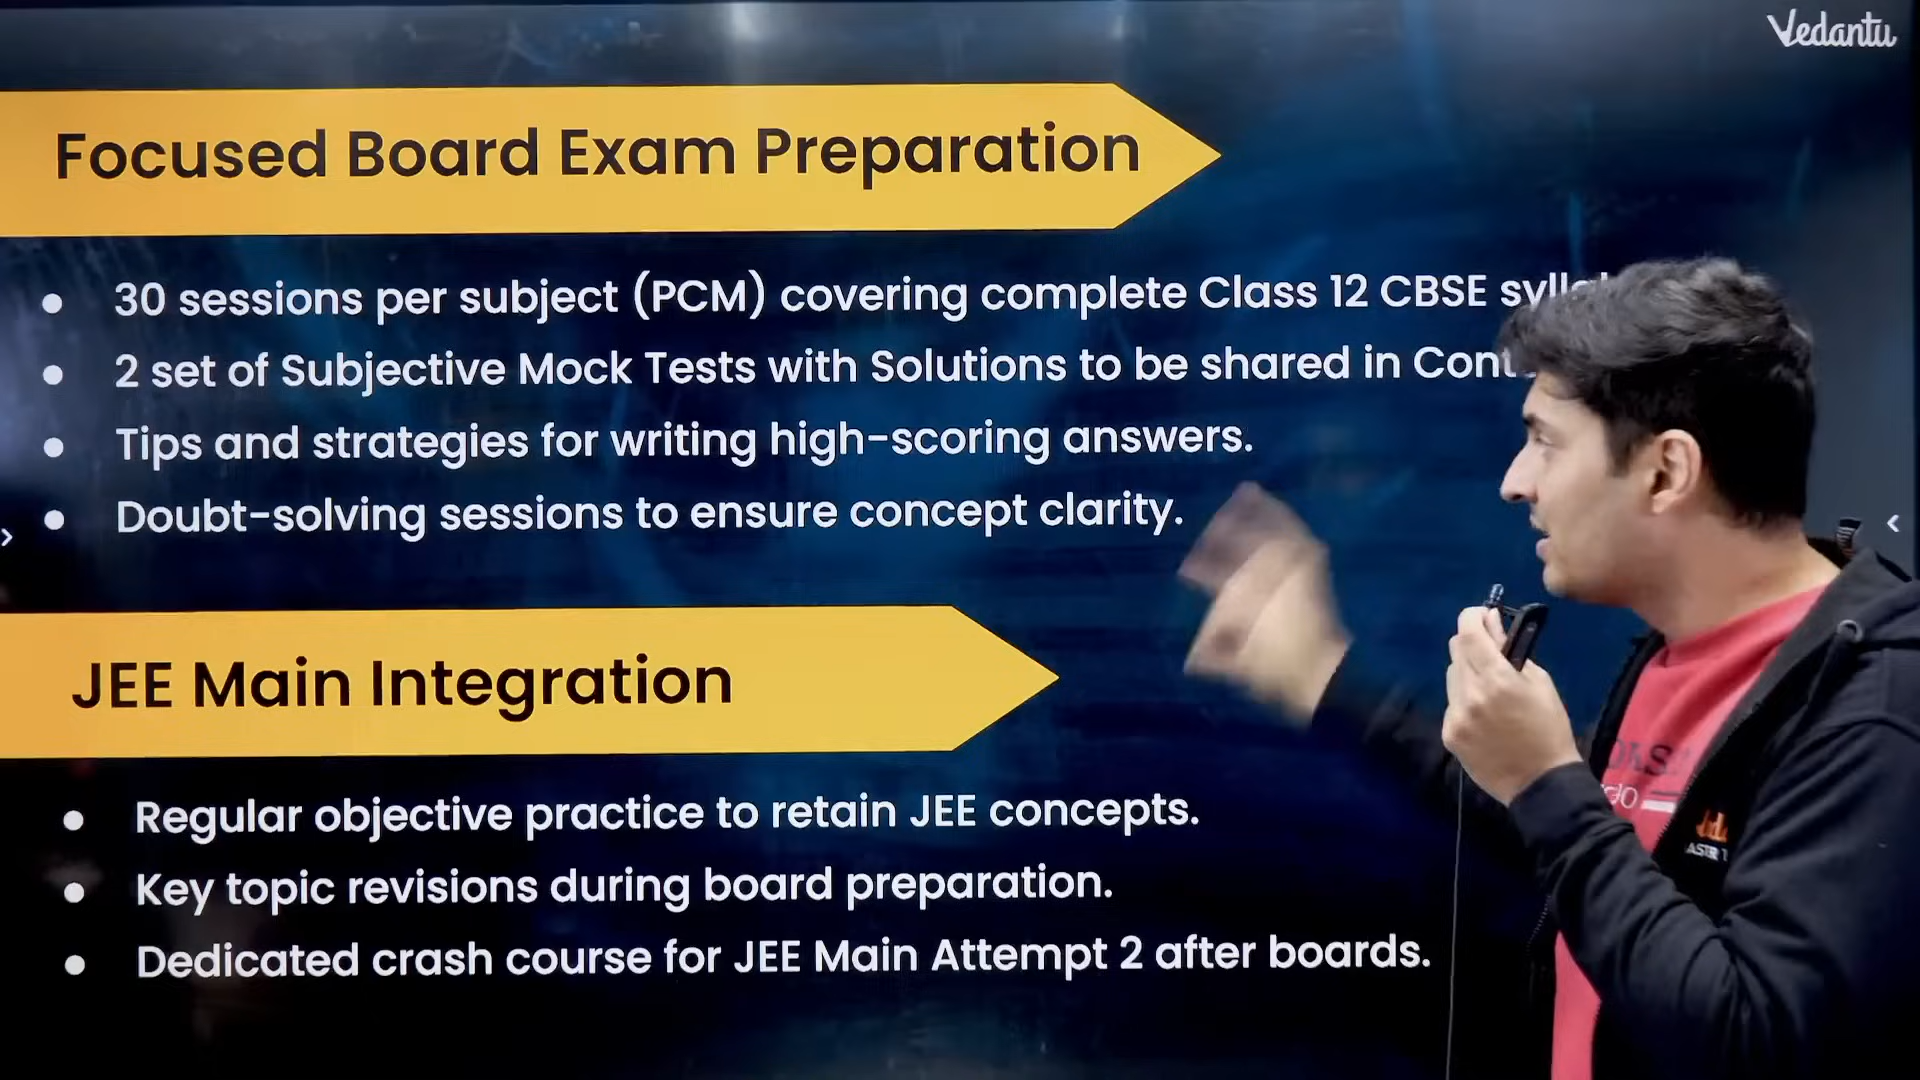 Vedantu
Focused Board Exam Preparation
30 sessions per subject (PCM) covering complete Class 12 CBSE
2 set of Subjective Mock Tests with Solutions to be shared in
Tips and strategies for writing high-scoring answers.
Doubt-solving sessions to ensure concept clarity.
JEE Main Integration
Regular objective practice to retain JEE concepts.
Key topic revisions during board preparation.
Dedicated crash course for JEE Main Attempt 2 after boards.